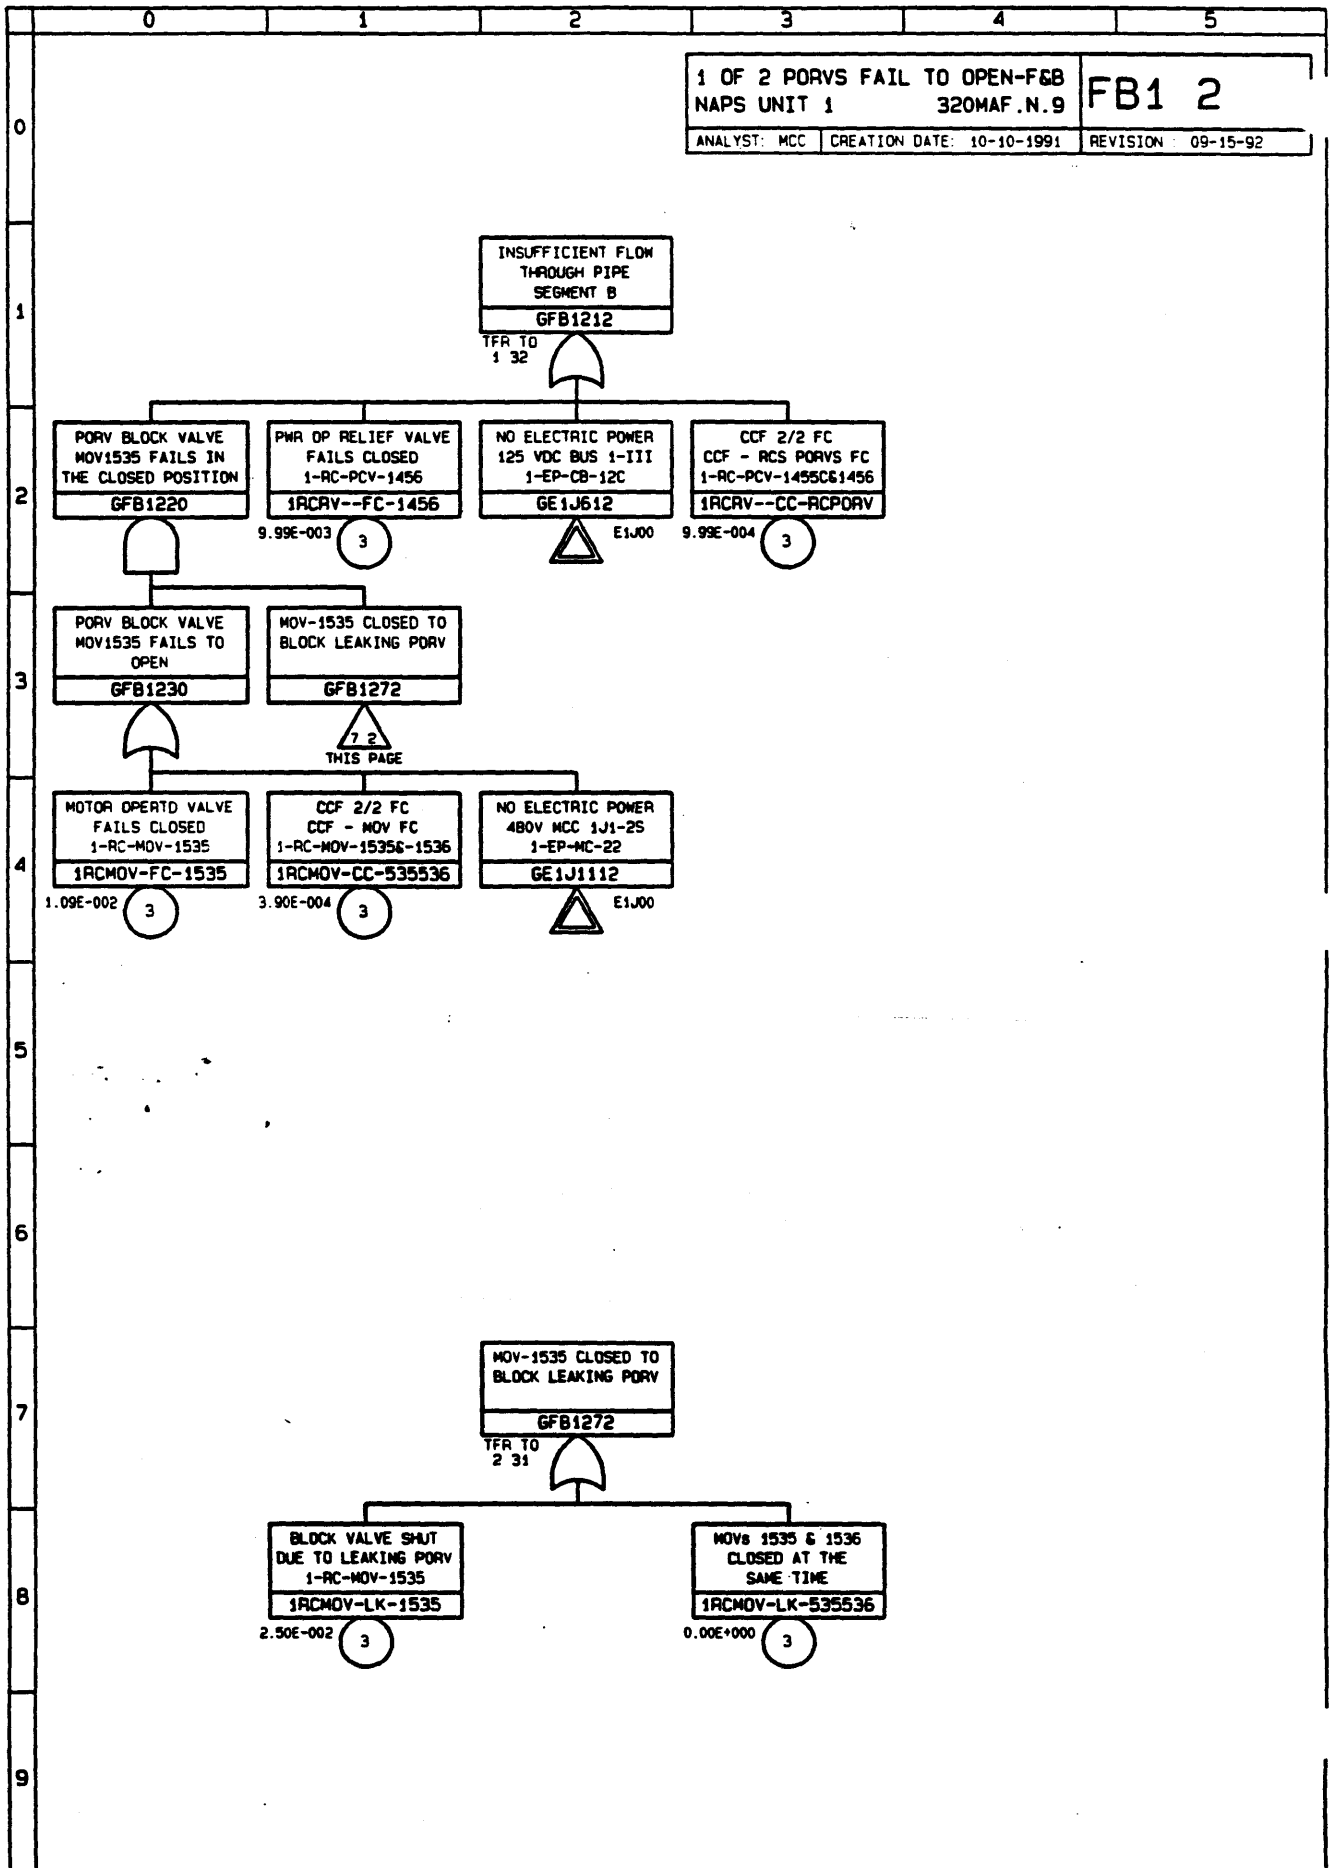 0 1 2 3 4 5
1 OF 2 PORVS FAIL TO OPEN-F&B
NAPS UNIT 1 320MAF.N.9
FB1 2
ANALYST: MCC CREATION DATE: 10-10-1991 REVISION : 09-15-92
0
INSUFFICIENT FLOW
THROUGH PIPE
SEGMENT B
GFB1212
TFR TO
1 32
1
PORV BLOCK VALVE
MOV1535 FAILS IN
THE CLOSED POSITION
GFB1220
PWR OP RELIEF VALVE
FAILS CLOSED
1-RC-PCV-1456
1RCRV--FC-1456
9.99E-003
3
NO ELECTRIC POWER
125 VDC BUS 1-III
1-EP-CB-12C
GE1J612
E1J00
CCF 2/2 FC
CCF - RCS PORVS FC
1-RC-PCV-1455C&1456
1RCRV--CC-RCPORV
9.99E-004
3
2
PORV BLOCK VALVE
MOV1535 FAILS TO
OPEN
GFB1230
MOV-1535 CLOSED TO
BLOCK LEAKING PORV
GFB1272
7 2
THIS PAGE
3
MOTOR OPERTD VALVE
FAILS CLOSED
1-RC-MOV-1535
1RCMOV-FC-1535
1.09E-002
3
CCF 2/2 FC
CCF - MOV FC
1-RC-MOV-1535&-1536
1RCMOV-CC-535536
3.90E-004
3
NO ELECTRIC POWER
480V MCC 1J1-2S
1-EP-MC-22
GE1J1112
E1J00
4
5
6
MOV-1535 CLOSED TO
BLOCK LEAKING PORV
GFB1272
TFR TO
2 31
7
BLOCK VALVE SHUT
DUE TO LEAKING PORV
1-RC-MOV-1535
1RCMOV-LK-1535
2.50E-002
3
MOVs 1535 & 1536
CLOSED AT THE
SAME TIME
1RCMOV-LK-535536
0.00E+000
3
8
9